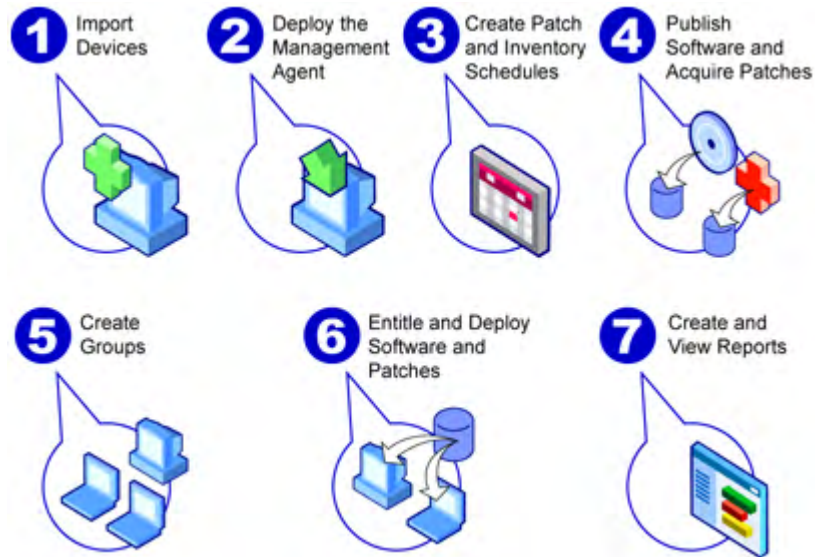 1 Import
Devices
2 Deploy the
Management
Agent
3 Create Patch
and Inventory
Schedules
4 Publish
Software and
Acquire Patches
5 Create
Groups
6 Entitle and Deploy
Software and
Patches
7 Create and
View Reports